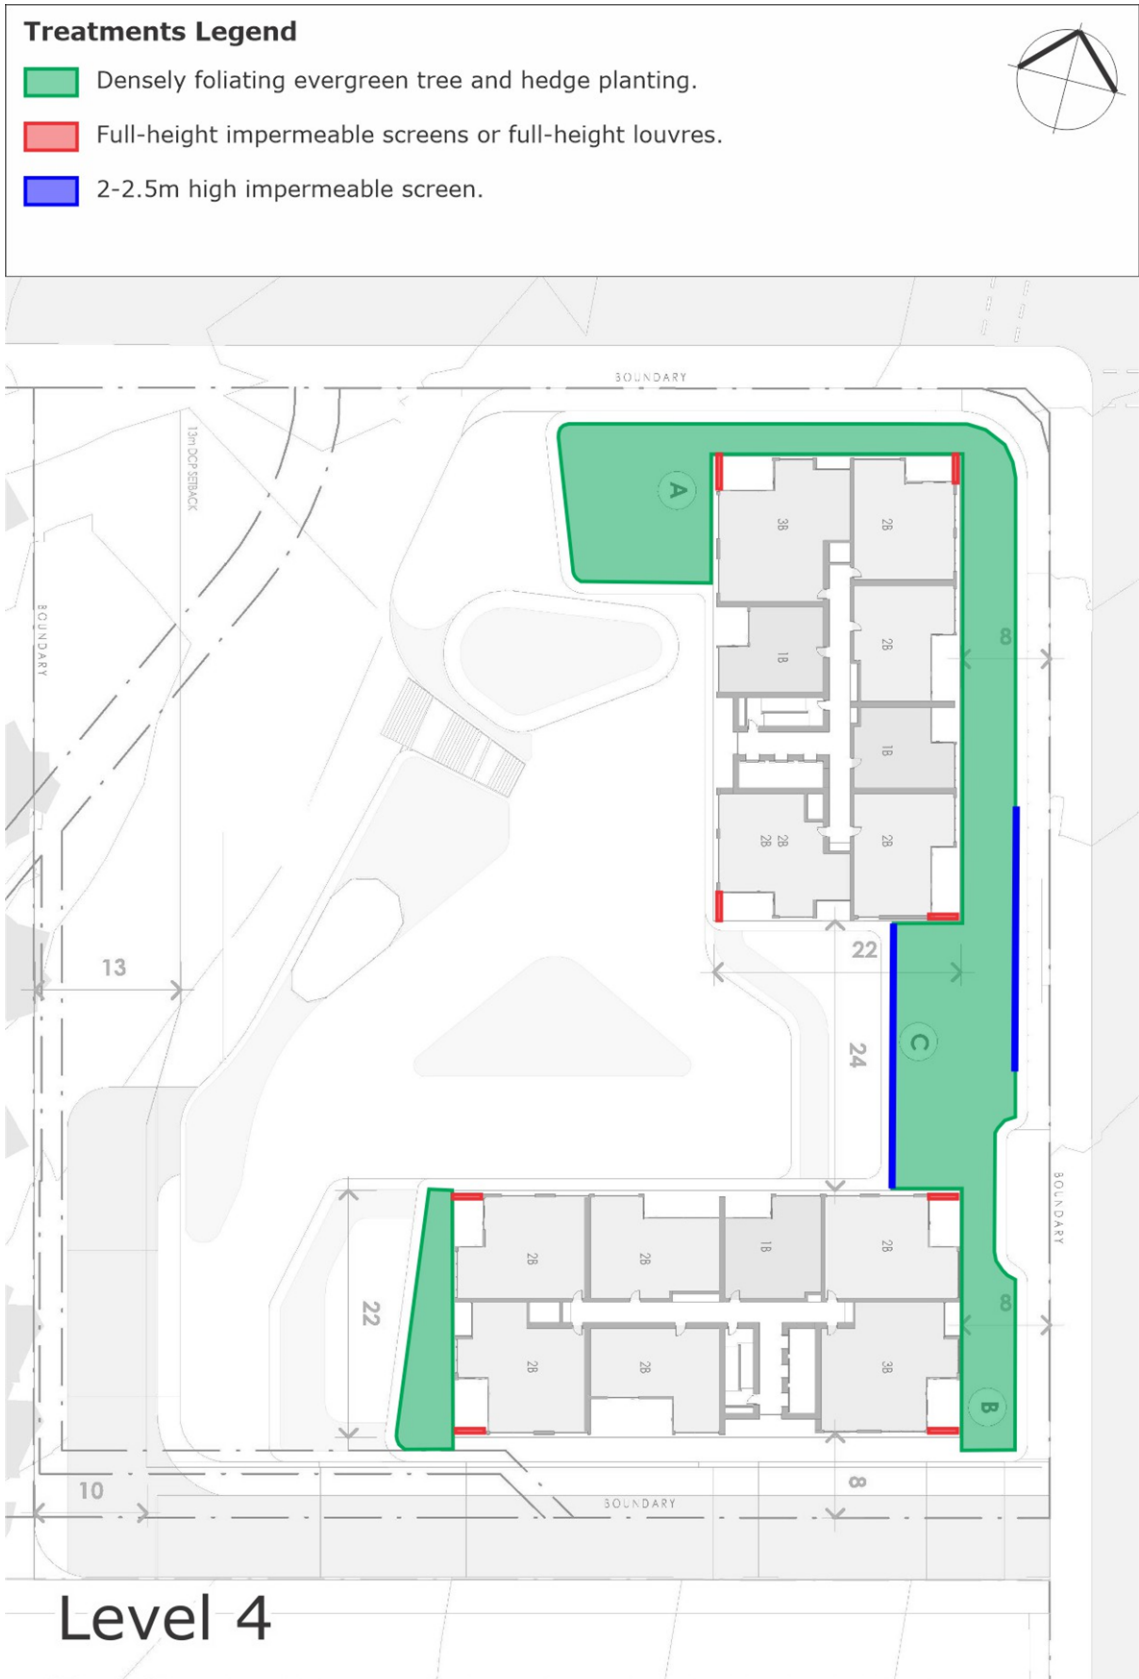 Treatments Legend
Densely foliating evergreen tree and hedge planting.
Full-height impermeable screens or full-height louvres.
2-2.5m high impermeable screen.
BOUNDARY
13m DCP SETBACK
A
3B
2B
BOUNDARY
8
2B
1B
1B
2B
2B
2B
22
13
C
24
BOUNDARY
2B
2B
1B
2B
22
8
2B
2B
3B
B
10
8
BOUNDARY
Level 4